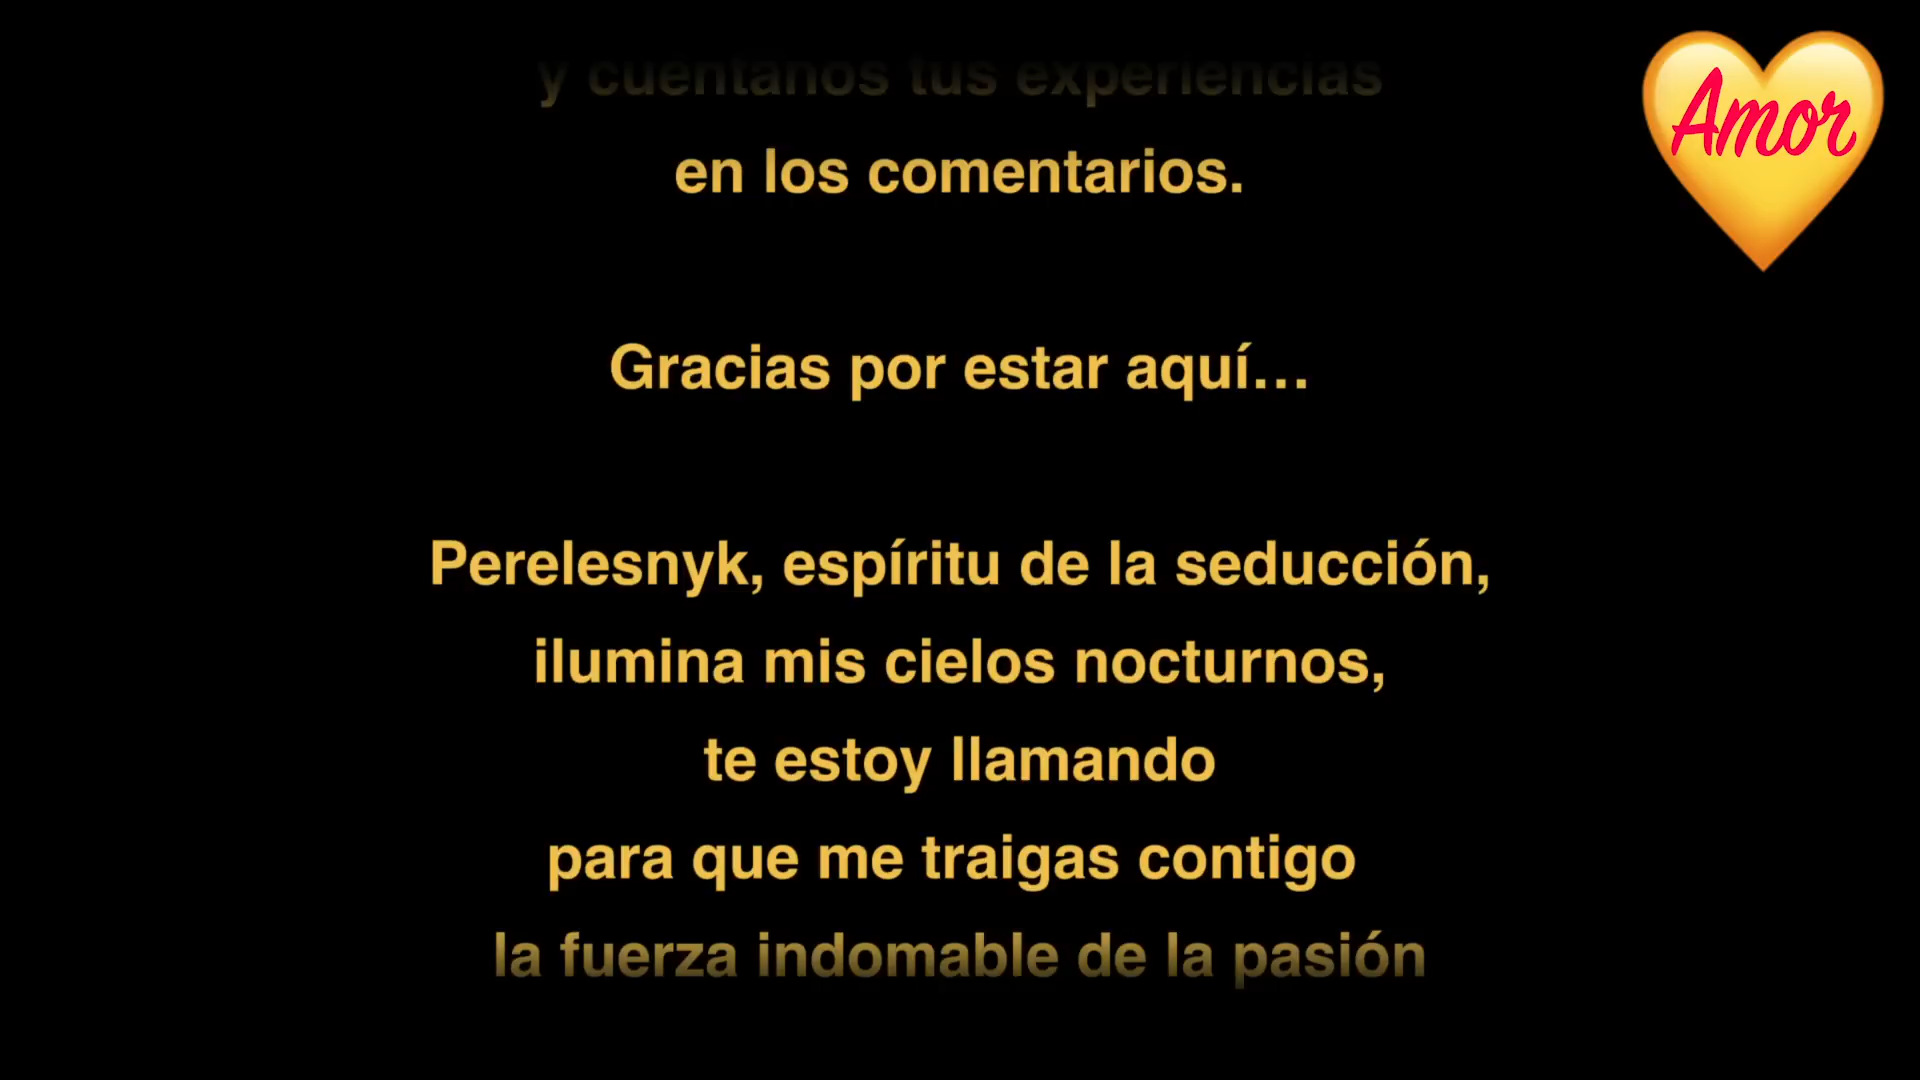 y cuéntanos tus experiencias
en los comentarios.
Amor
Gracias por estar aquí...
Perelesnyk, espíritu de la seducción,
ilumina mis cielos nocturnos,
te estoy llamando
para que me traigas contigo
la fuerza indomable de la pasión